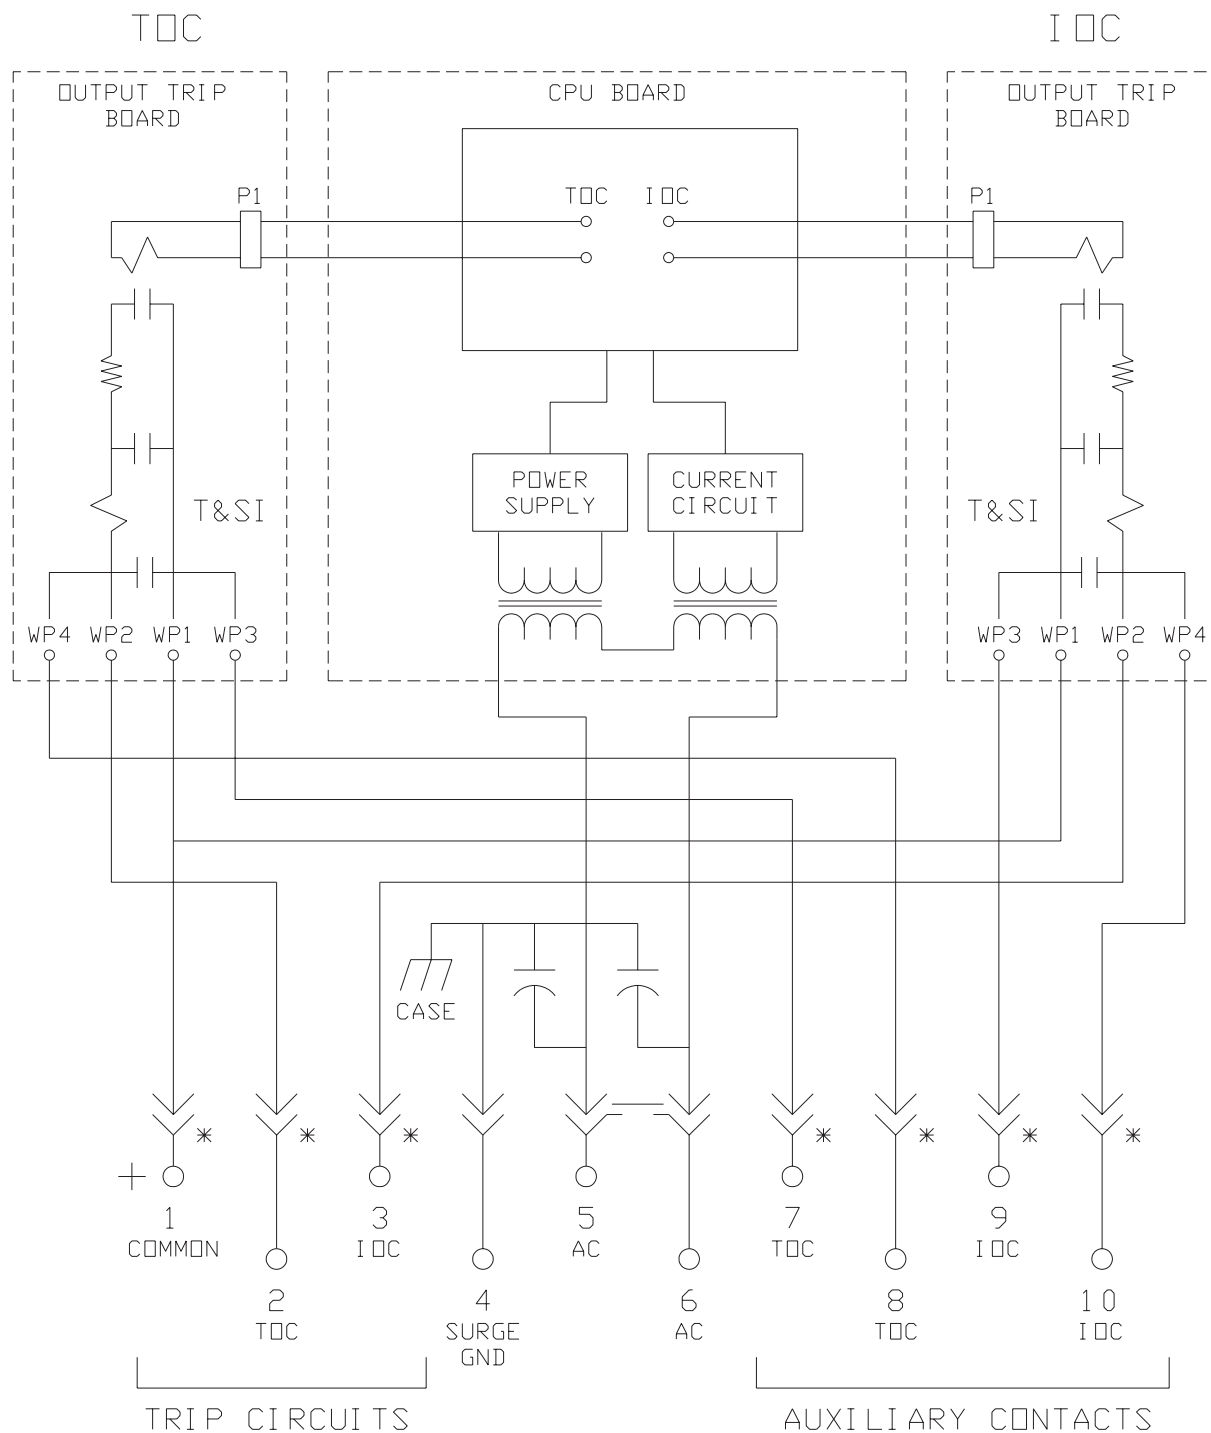 TOC
IOC
OUTPUT TRIP
BOARD
CPU BOARD
OUTPUT TRIP
BOARD
P1
TOC
IOC
P1
POWER
SUPPLY
CURRENT
CIRCUIT
T&SI
T&SI
WP4
WP2
WP1
WP3
WP3
WP1
WP2
WP4
CASE
*
*
*
*
*
*
*
+
1
COMMON
3
IOC
5
AC
7
TOC
9
IOC
2
TOC
4
SURGE
GND
6
AC
8
TOC
10
IOC
TRIP CIRCUITS
AUXILIARY CONTACTS